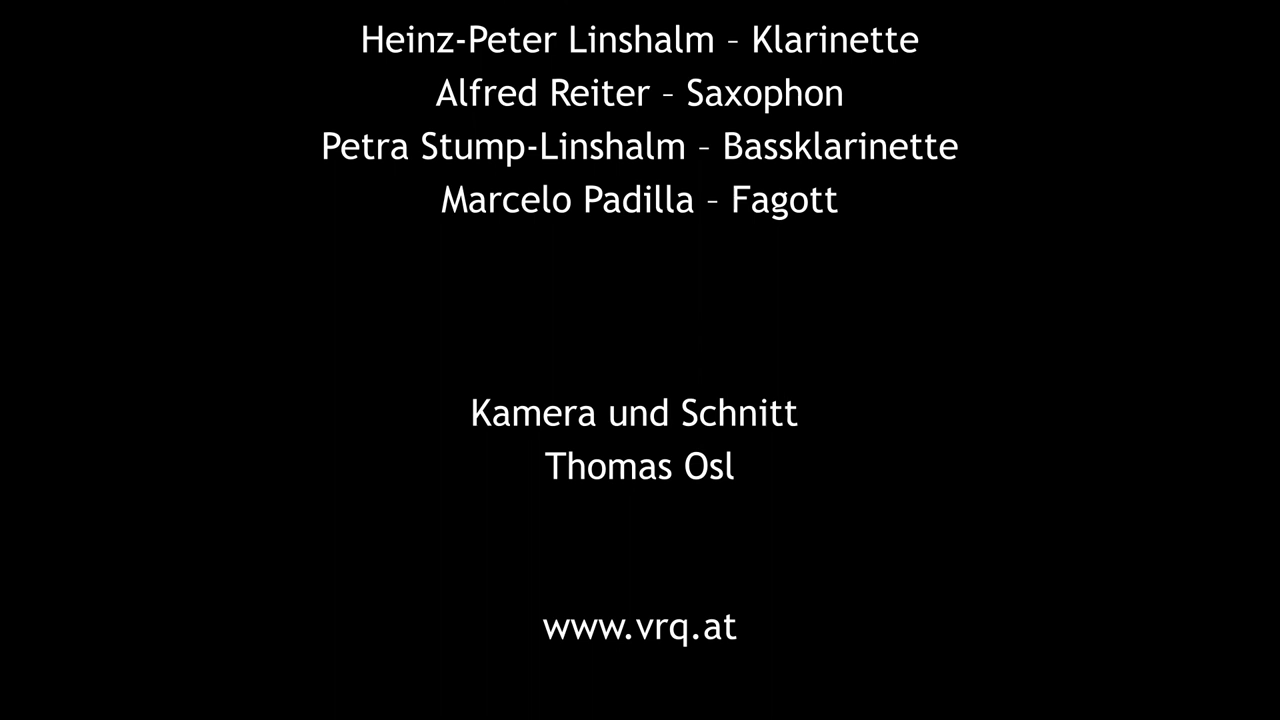 Heinz-Peter Linshalm – Klarinette
Alfred Reiter – Saxophon
Petra Stump-Linshalm – Bassklarinette
Marcelo Padilla – Fagott
Kamera und Schnitt
Thomas Osl
www.vrq.at